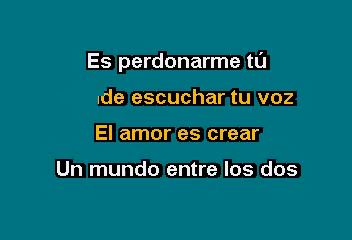 Es perdonarme tú
de escuchar tu voz
El amor es crear
Un mundo entre los dos